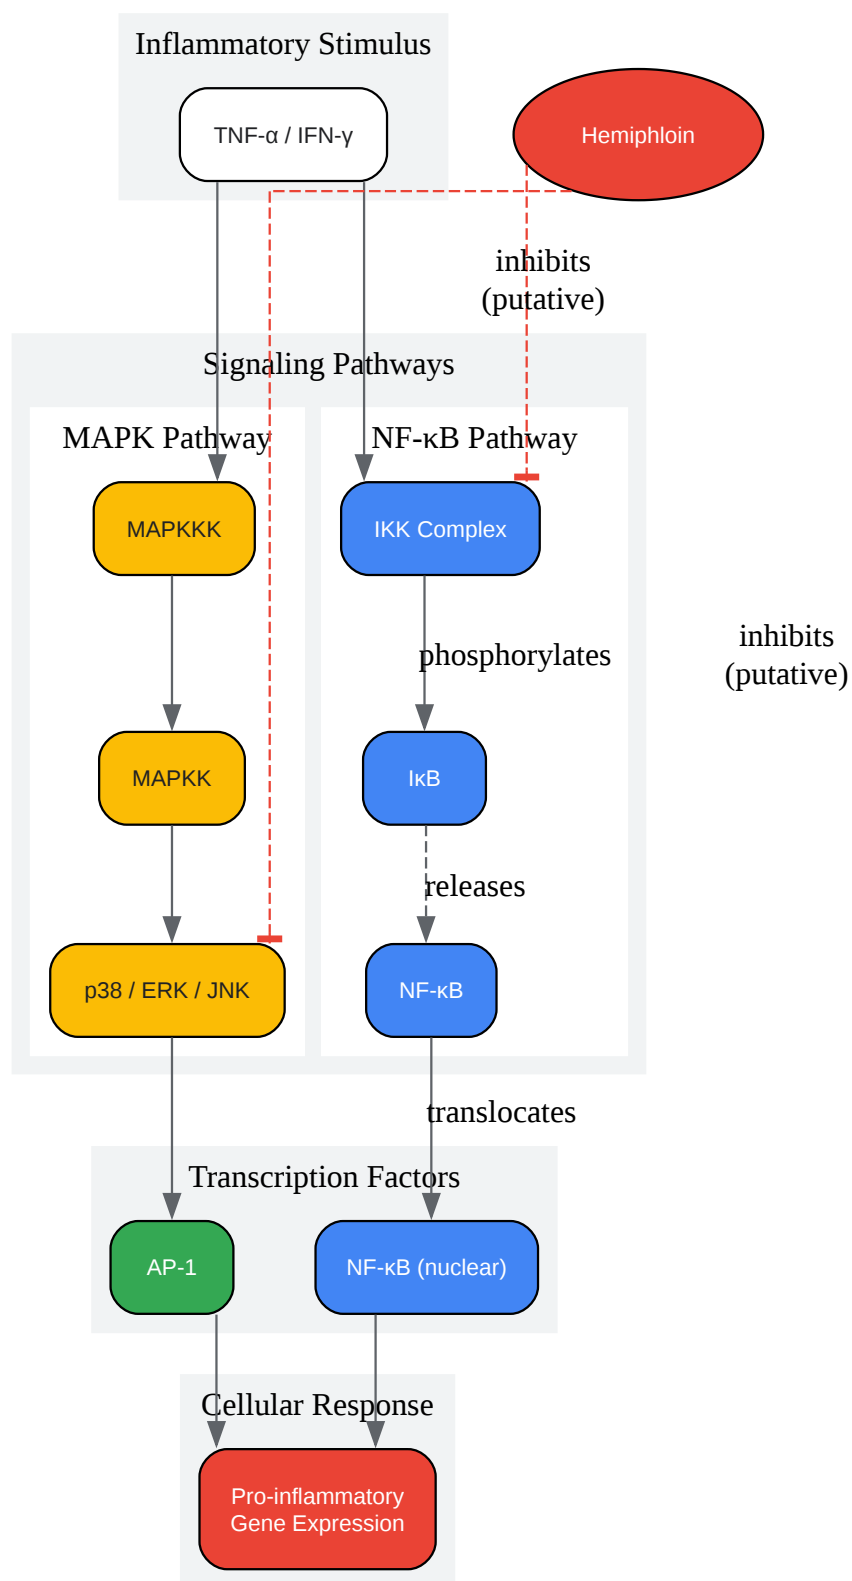 Inflammatory Stimulus
TNF-α / IFN-γ
Hemiphloin
inhibits
(putative)
Signaling Pathways
MAPK Pathway
NF-κB Pathway
MAPKKK
IKK Complex
phosphorylates
inhibits
(putative)
MAPKK
IκB
releases
p38 / ERK / JNK
NF-κB
translocates
Transcription Factors
AP-1
NF-κB (nuclear)
Cellular Response
Pro-inflammatory
Gene Expression